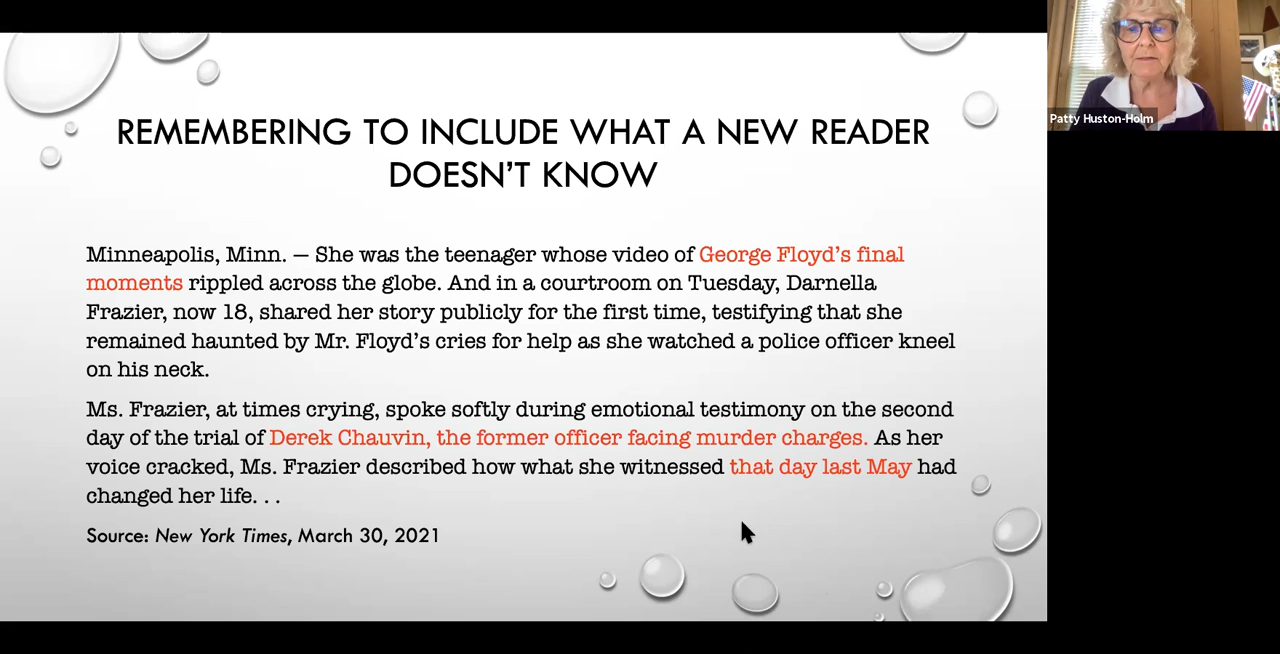 REMEMBERING TO INCLUDE WHAT A NEW READER
DOESN'T KNOW
Minneapolis, Minn. — She was the teenager whose video of George Floyd's final
moments rippled across the globe. And in a courtroom on Tuesday, Darnella
Frazier, now 18, shared her story publicly for the first time, testifying that she
remained haunted by Mr. Floyd's cries for help as she watched a police officer kneel
on his neck.
Ms. Frazier, at times crying, spoke softly during emotional testimony on the second
day of the trial of Derek Chauvin, the former officer facing murder charges. As her
voice cracked, Ms. Frazier described how what she witnessed that day last May had
changed her life. . .
Source: New York Times, March 30, 2021
Patty Huston-Holm